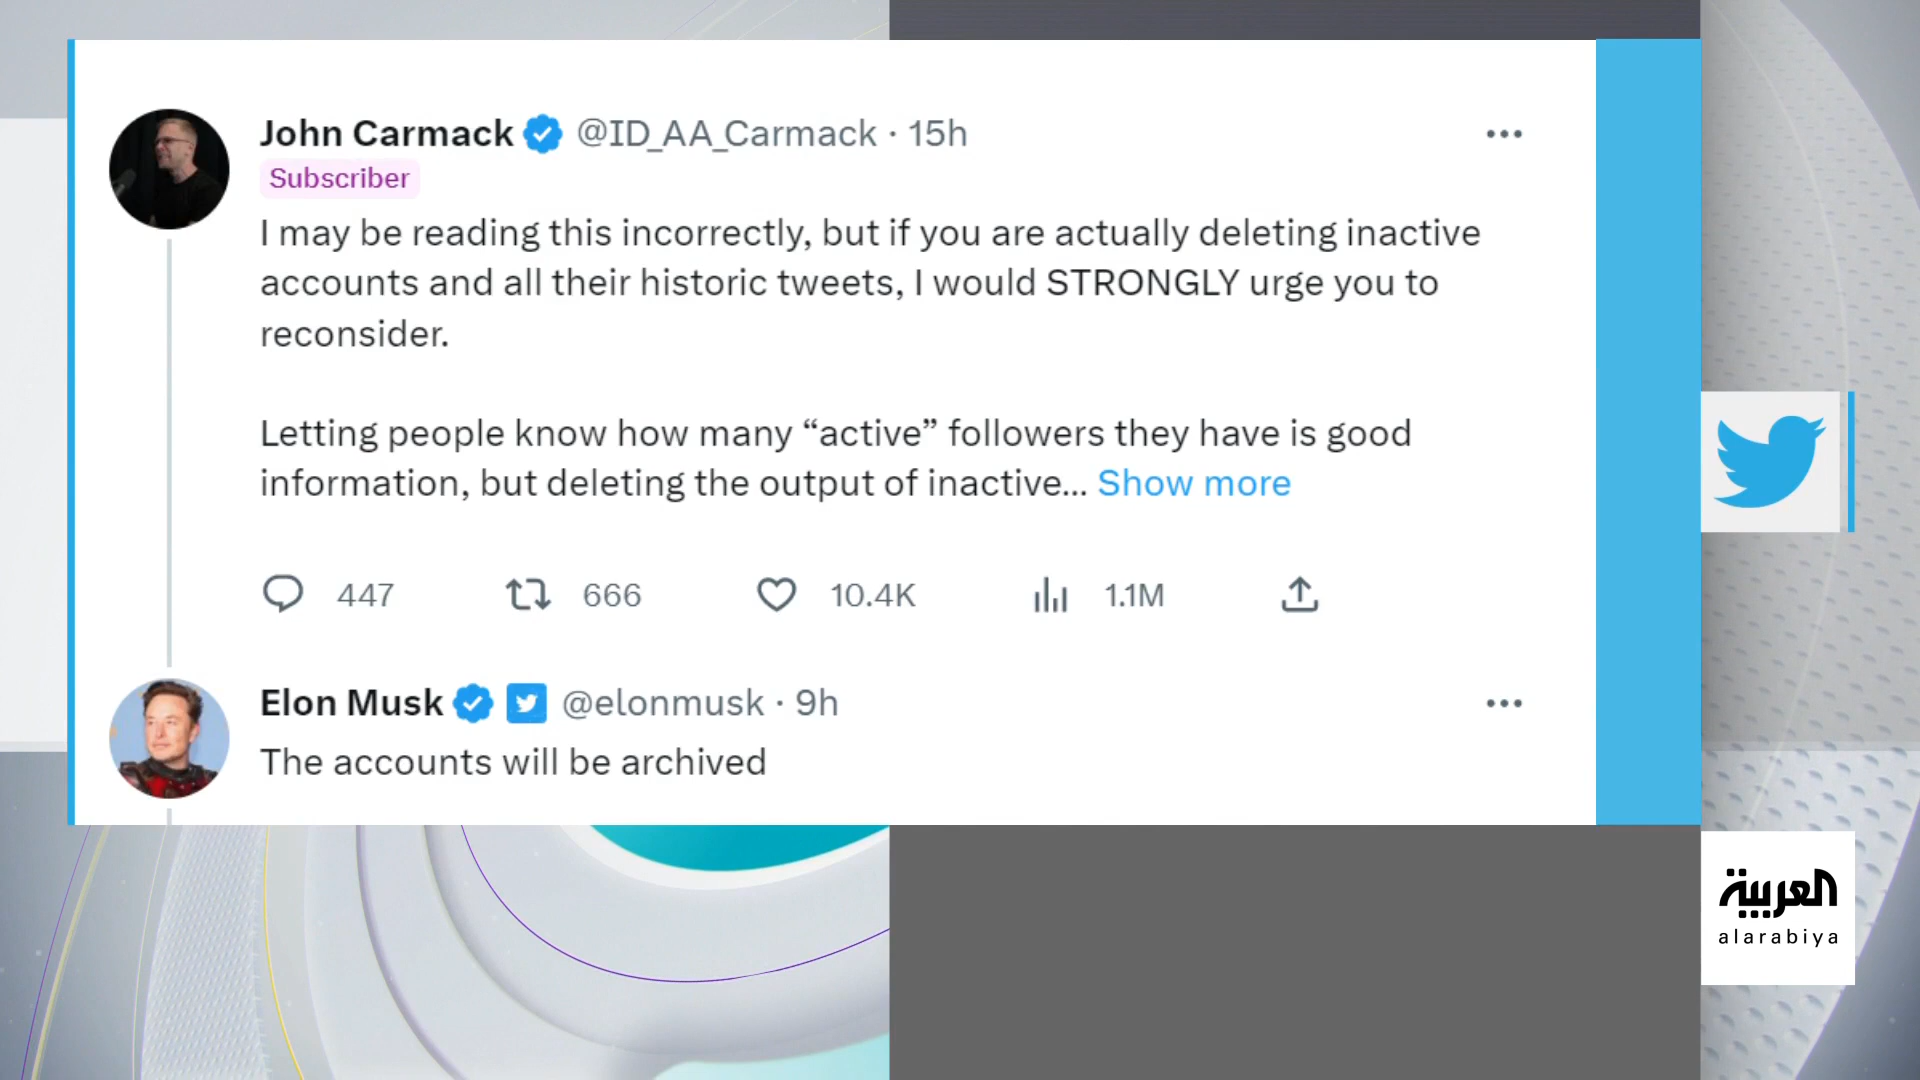 John Carmack @ID_AA_Carmack · 15h
Subscriber
I may be reading this incorrectly, but if you are actually deleting inactive
accounts and all their historic tweets, I would STRONGLY urge you to
reconsider.
Letting people know how many “active” followers they have is good
information, but deleting the output of inactive... Show more
447 666 10.4K 1.1M
Elon Musk @elonmusk · 9h
The accounts will be archived
العربية
alarabiya